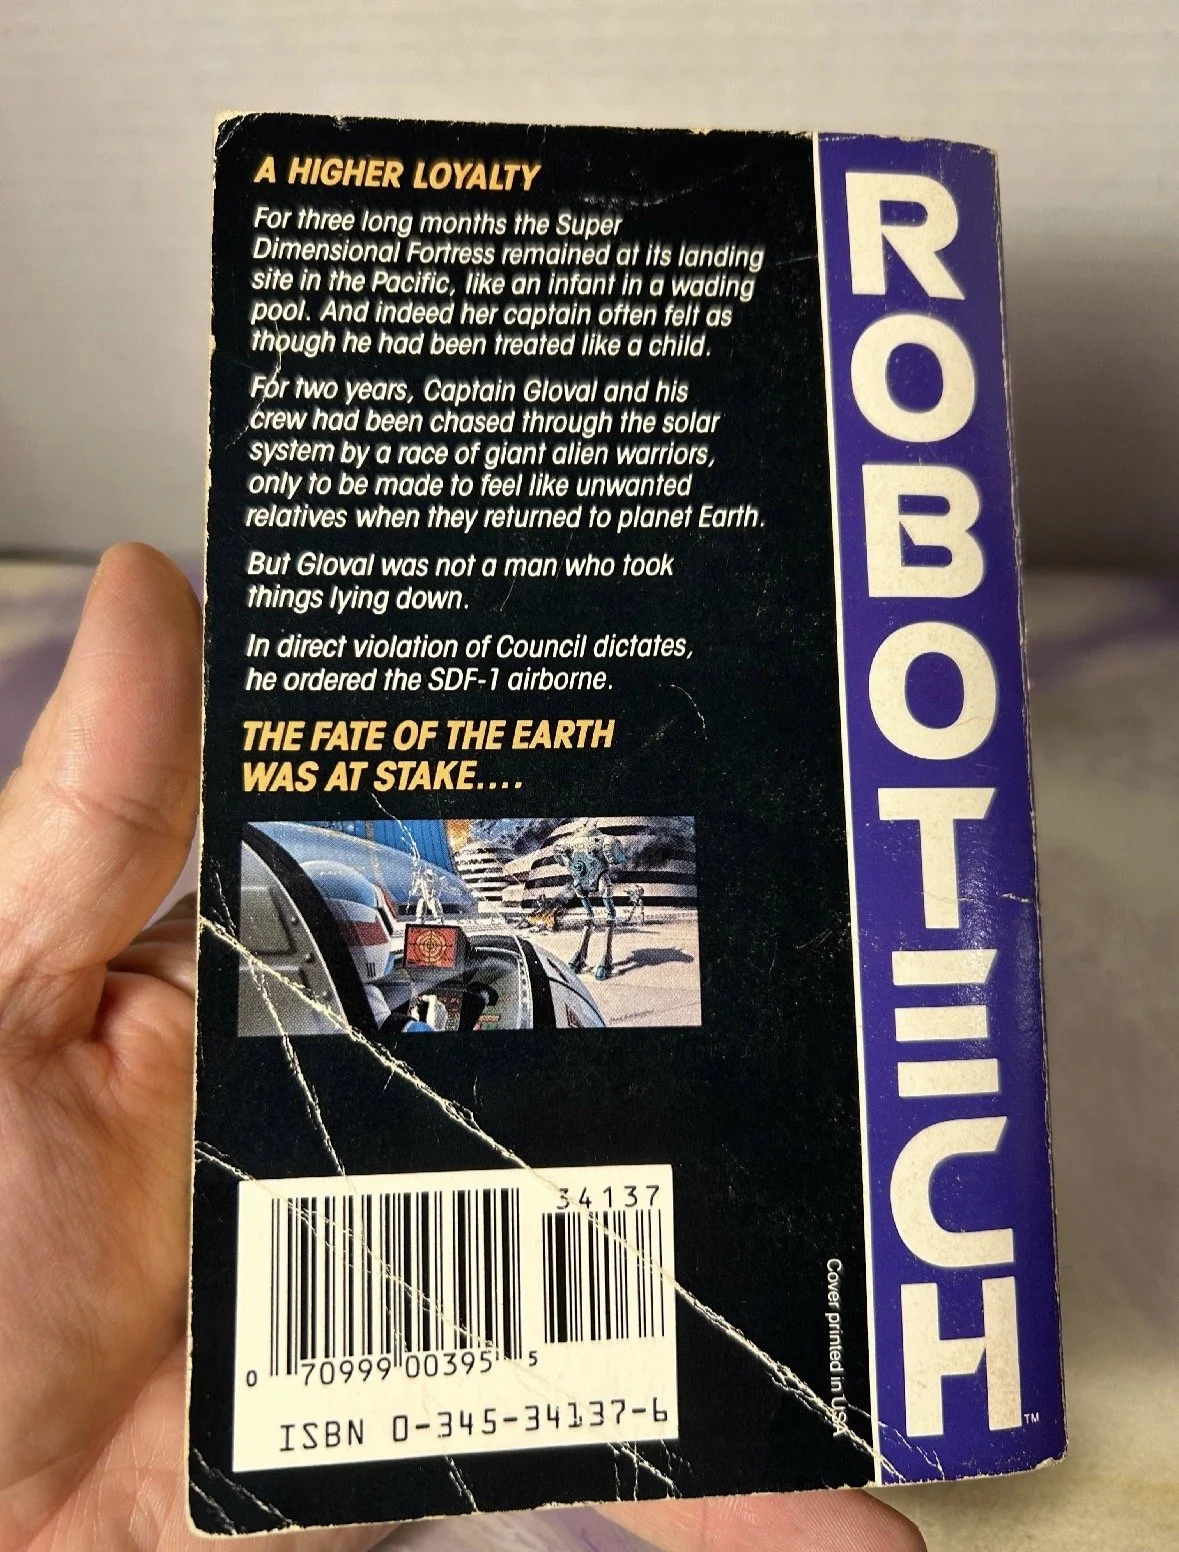 A HIGHER LOYALTY
For three long months the Super
Dimensional Fortress remained at its landing
site in the Pacific, like an infant in a wading
pool. And indeed her captain often felt as
though he had been treated like a child.
For two years, Captain Gloval and his
crew had been chased through the solar
system by a race of giant alien warriors,
only to be made to feel like unwanted
relatives when they returned to planet Earth.
But Gloval was not a man who took
things lying down.
In direct violation of Council dictates,
he ordered the SDF-1 airborne.
THE FATE OF THE EARTH
WAS AT STAKE....
34137
0 70999 00395 5
ISBN 0-345-34137-6
Cover printed in USA
ROBOTECH™